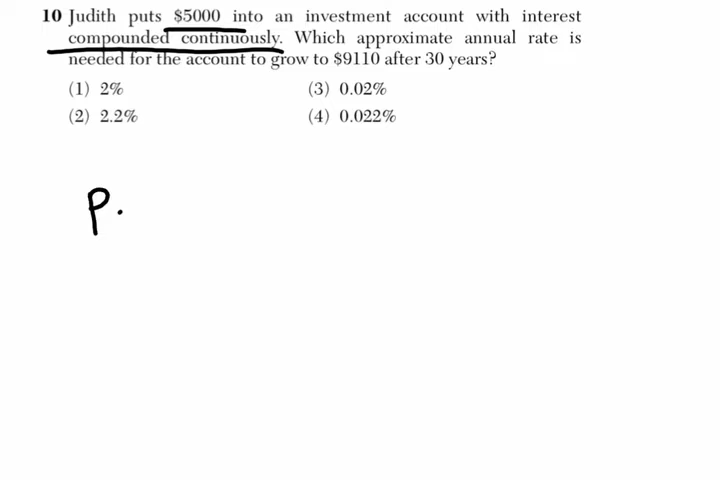 10 Judith puts $5000 into an investment account with interest
compounded continuously. Which approximate annual rate is
needed for the account to grow to $9110 after 30 years?
(1) 2% (3) 0.02%
(2) 2.2% (4) 0.022%
P.